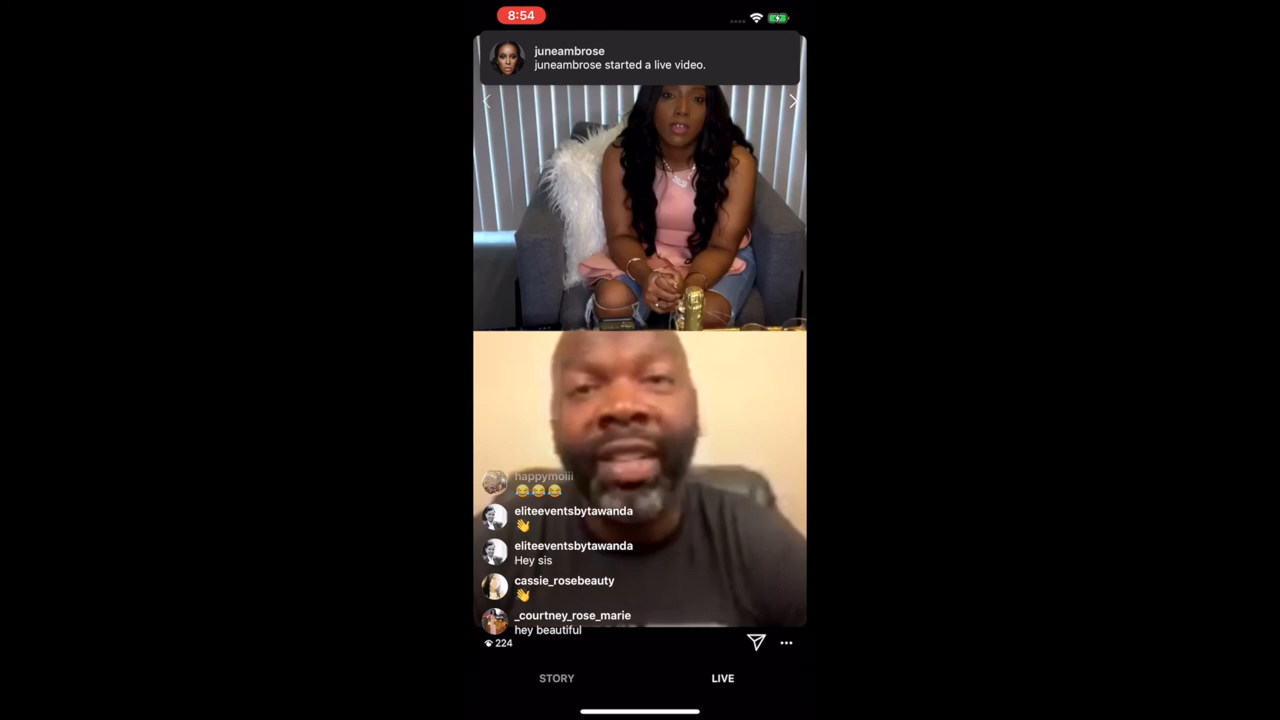 8:54
juneambrose
juneambrose started a live video.
happymoiii
😂😂😂
eliteeventsbytawanda
👋
eliteeventsbytawanda
Hey sis
cassie_rosebeauty
👋
_courtney_rose_marie
hey beautiful
224
STORY
LIVE